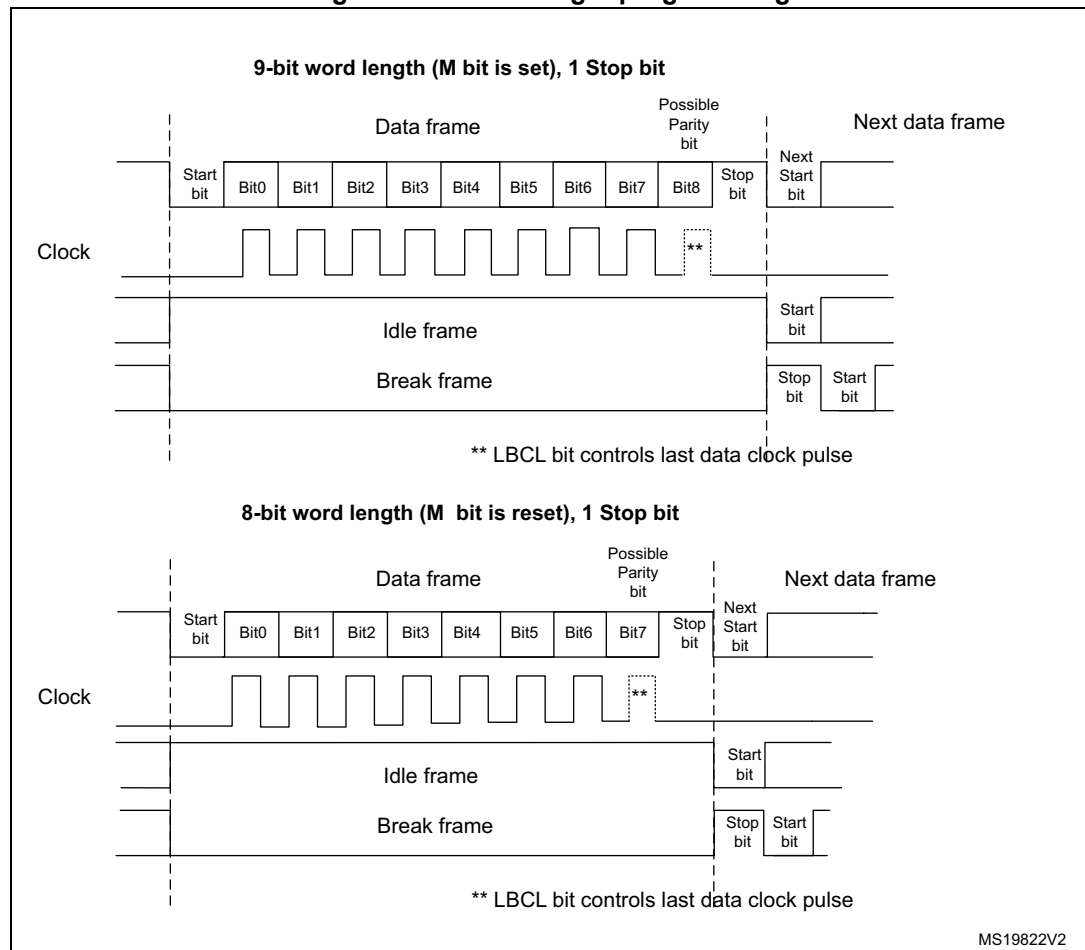 9-bit word length (M bit is set), 1 Stop bit
Data frame
Possible
Parity
bit
Next data frame
Start
bit
Bit0
Bit1
Bit2
Bit3
Bit4
Bit5
Bit6
Bit7
Bit8
Stop
bit
Next
Start
bit
Clock
**
Idle frame
Start
bit
Break frame
Stop
bit
Start
bit
** LBCL bit controls last data clock pulse
8-bit word length (M bit is reset), 1 Stop bit
Data frame
Possible
Parity
bit
Next data frame
Start
bit
Bit0
Bit1
Bit2
Bit3
Bit4
Bit5
Bit6
Bit7
Stop
bit
Next
Start
bit
Clock
**
Idle frame
Start
bit
Break frame
Stop
bit
Start
bit
** LBCL bit controls last data clock pulse
MS19822V2